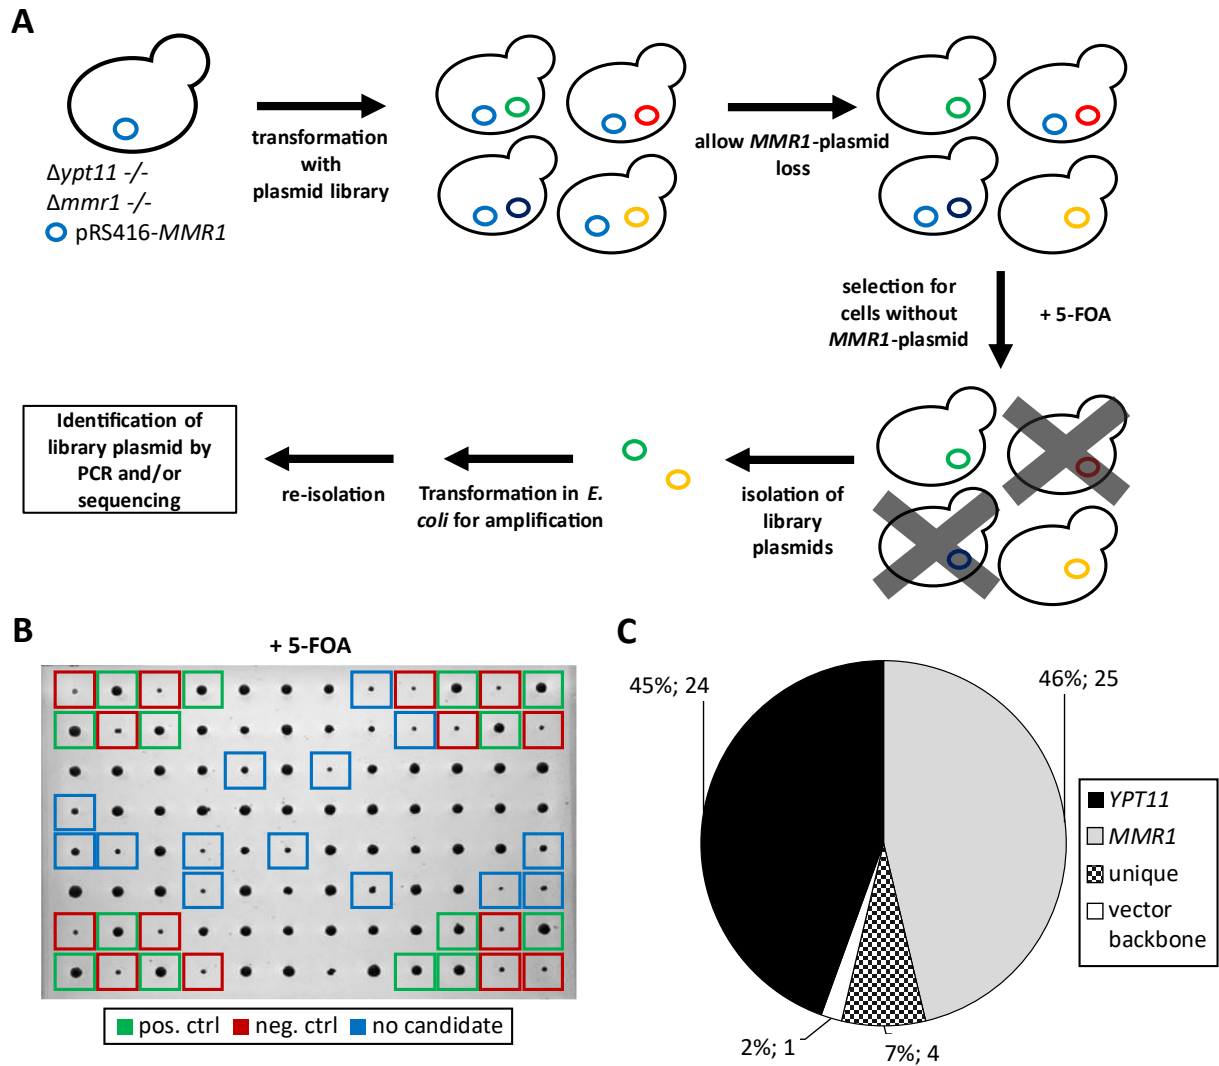 A
transformation
with
plasmid library
allow MMR1-plasmid
loss
Δypt11 -/-
Δmmr1 -/-
pRS416-MMR1
selection for
cells without
MMR1-plasmid
+ 5-FOA
Identification of
library plasmid by
PCR and/or
sequencing
re-isolation
Transformation in E.
coli for amplification
isolation of
library
plasmids
B
+ 5-FOA
pos. ctrl
neg. ctrl
no candidate
C
45%; 24
46%; 25
2%; 1
7%; 4
YPT11
MMR1
unique
vector
backbone